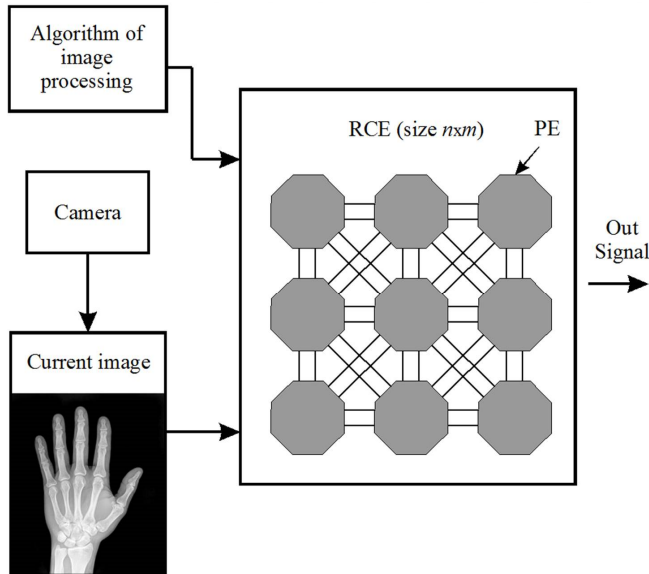 Algorithm of
image
processing
RCE (size nxm)
PE
Camera
Out
Signal
Current image